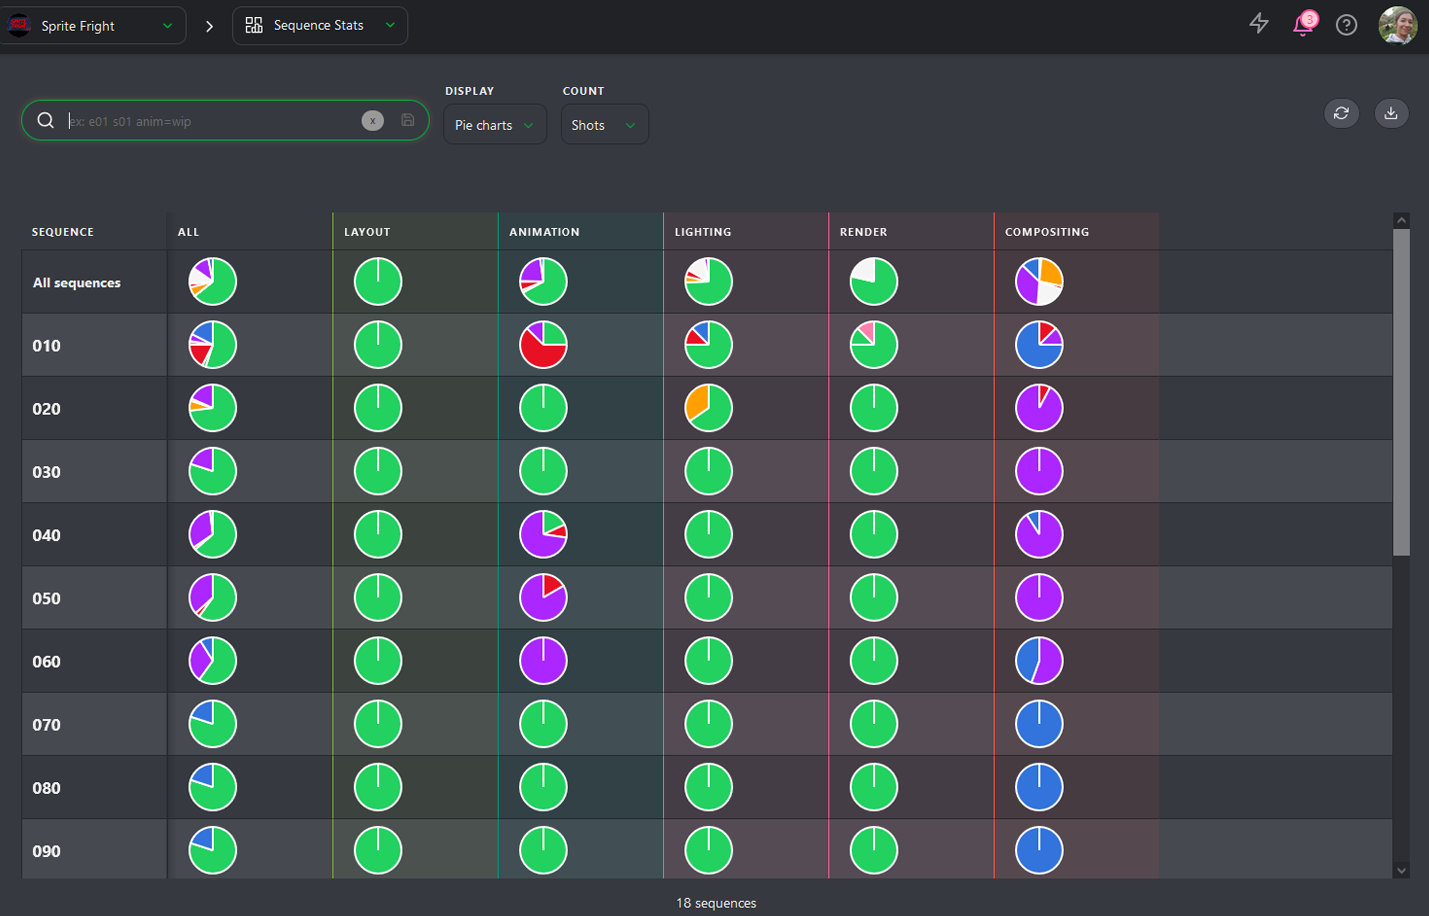 Sprite Fright
Sequence Stats
3
DISPLAY
COUNT
ex: e01 s01 anim=wip
x
Pie charts
Shots
SEQUENCE
ALL
LAYOUT
ANIMATION
LIGHTING
RENDER
COMPOSITING
All sequences
010
020
030
040
050
060
070
080
090
18 sequences